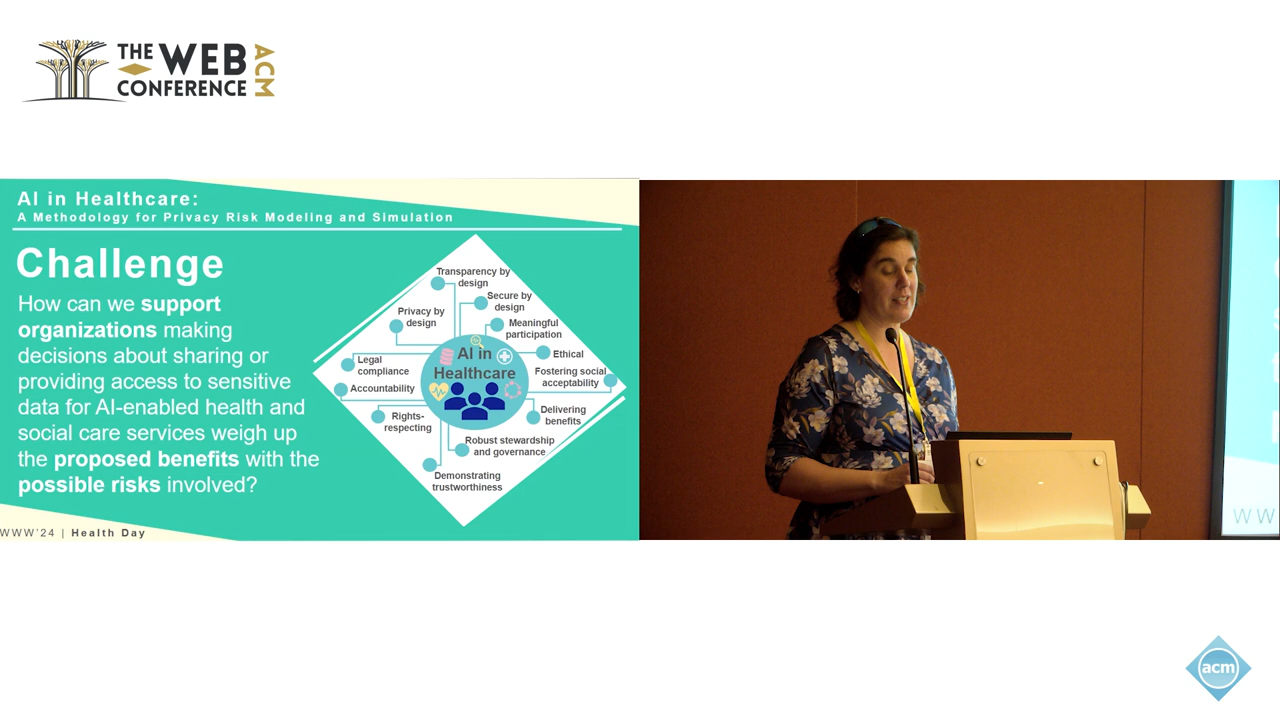 THE WEB
CONFERENCE
ACM
AI in Healthcare:
A Methodology for Privacy Risk Modeling and Simulation
Challenge
How can we support
organizations making
decisions about sharing or
providing access to sensitive
data for AI-enabled health and
social care services weigh up
the proposed benefits with the
possible risks involved?
Transparency by
design
Secure by
design
Privacy by
design
Meaningful
participation
AI in
Healthcare
Ethical
Legal
compliance
Fostering social
acceptability
Accountability
Delivering
benefits
Rights-
respecting
Robust stewardship
and governance
Demonstrating
trustworthiness
WWW'24 | Health Day
WW
acm